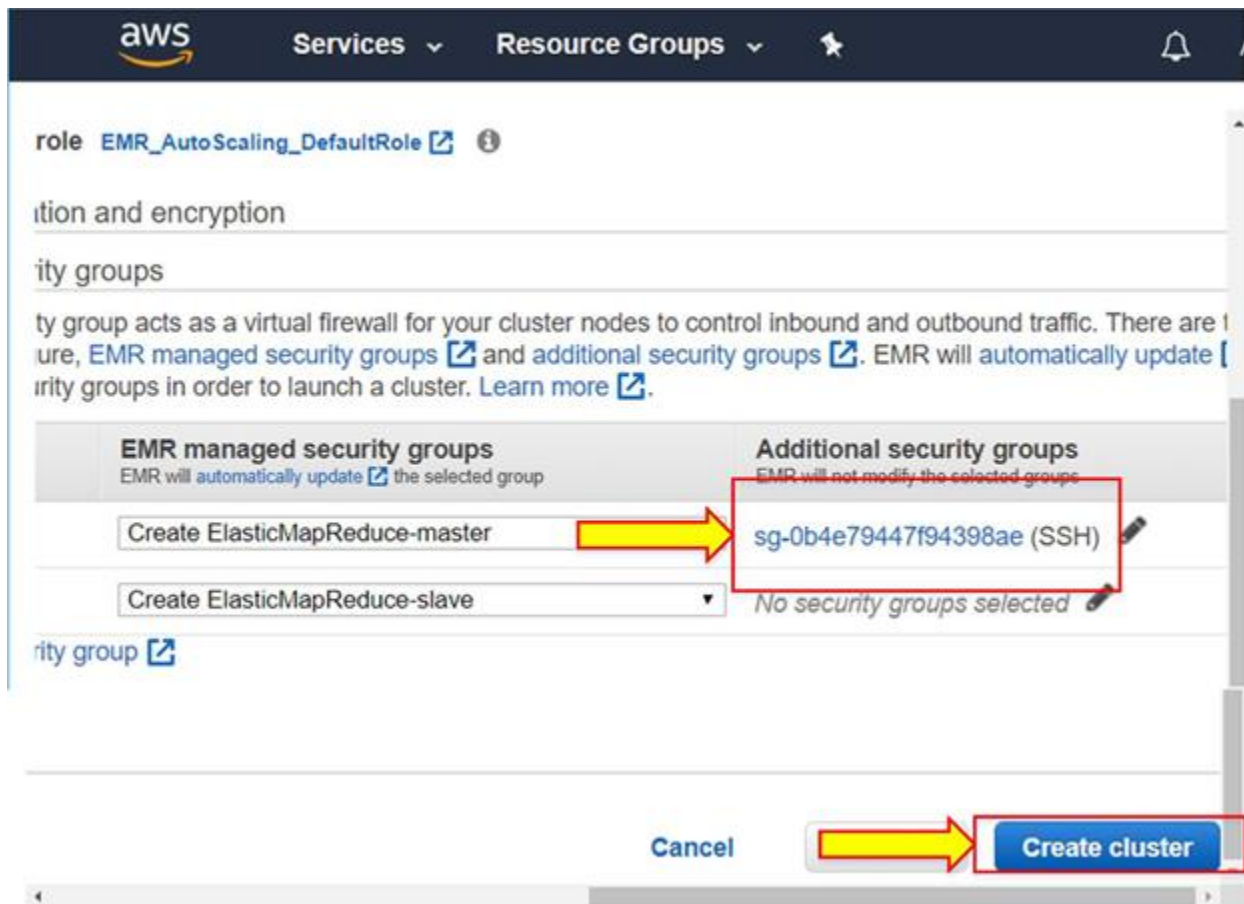 aws Services Resource Groups
role EMR_AutoScaling_DefaultRole
ation and encryption
rity groups
ty group acts as a virtual firewall for your cluster nodes to control inbound and outbound traffic. There are
ure, EMR managed security groups and additional security groups. EMR will automatically update
urity groups in order to launch a cluster. Learn more.
EMR managed security groups Additional security groups
EMR will automatically update the selected group EMR will not modify the selected groups
Create ElasticMapReduce-master sg-0b4e79447f94398ae (SSH)
Create ElasticMapReduce-slave No security groups selected
rity group
Cancel Create cluster